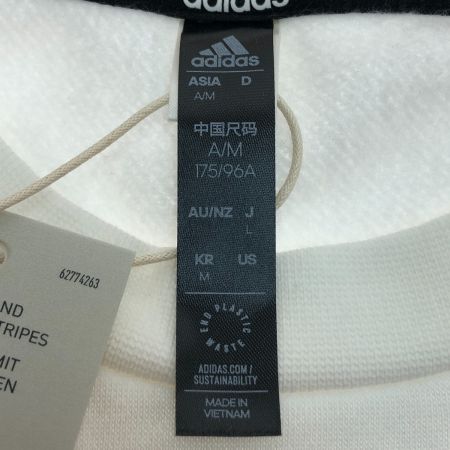 adidas
adidas
ASIA D
A/M
中国尺码
A/M
175/96A
AU/NZ J
L
KR US
M
END PLASTIC WASTE
ADIDAS.COM/
SUSTAINABILITY
MADE IN
VIETNAM
62774263
ND
STRIPES
MIT
EN